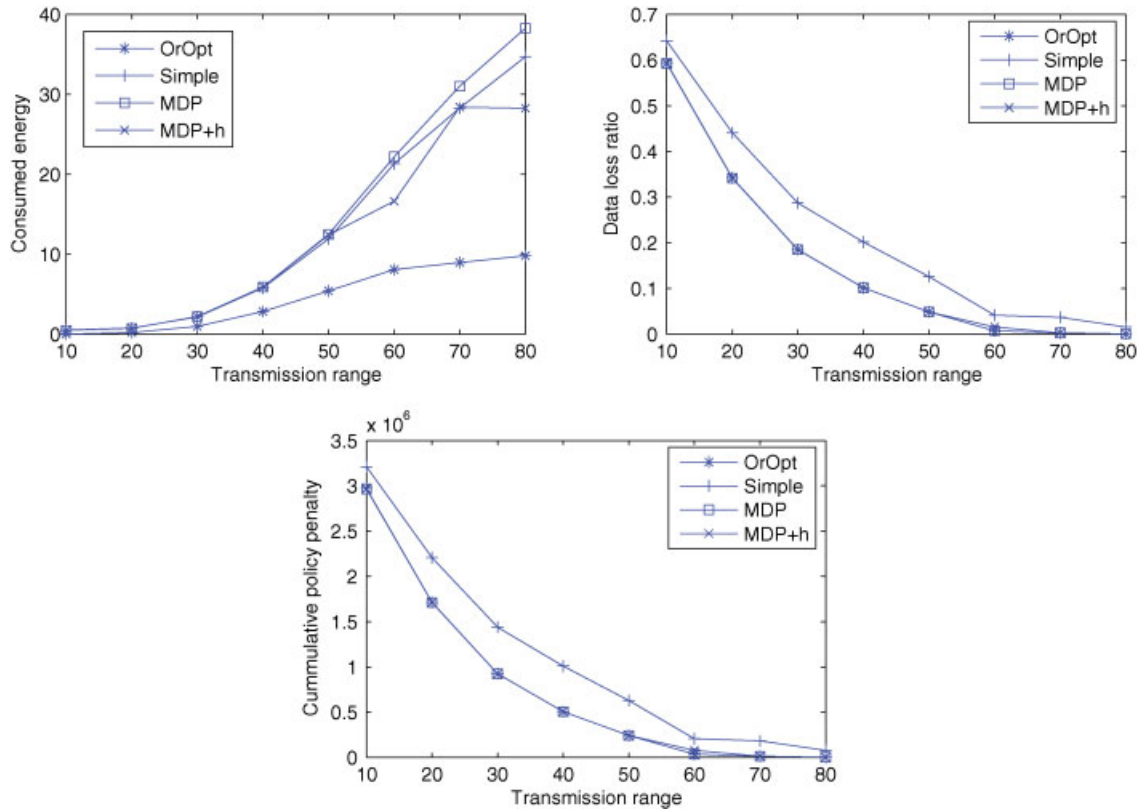 40
30
20
10
0
Consumed energy
OrOpt
Simple
MDP
MDP+h
10 20 30 40 50 60 70 80
Transmission range
0.7
0.6
0.5
0.4
0.3
0.2
0.1
0
Data loss ratio
OrOpt
Simple
MDP
MDP+h
10 20 30 40 50 60 70 80
Transmission range
x 10^6
3.5
3
2.5
2
1.5
1
0.5
0
Cummulative policy penalty
OrOpt
Simple
MDP
MDP+h
10 20 30 40 50 60 70 80
Transmission range